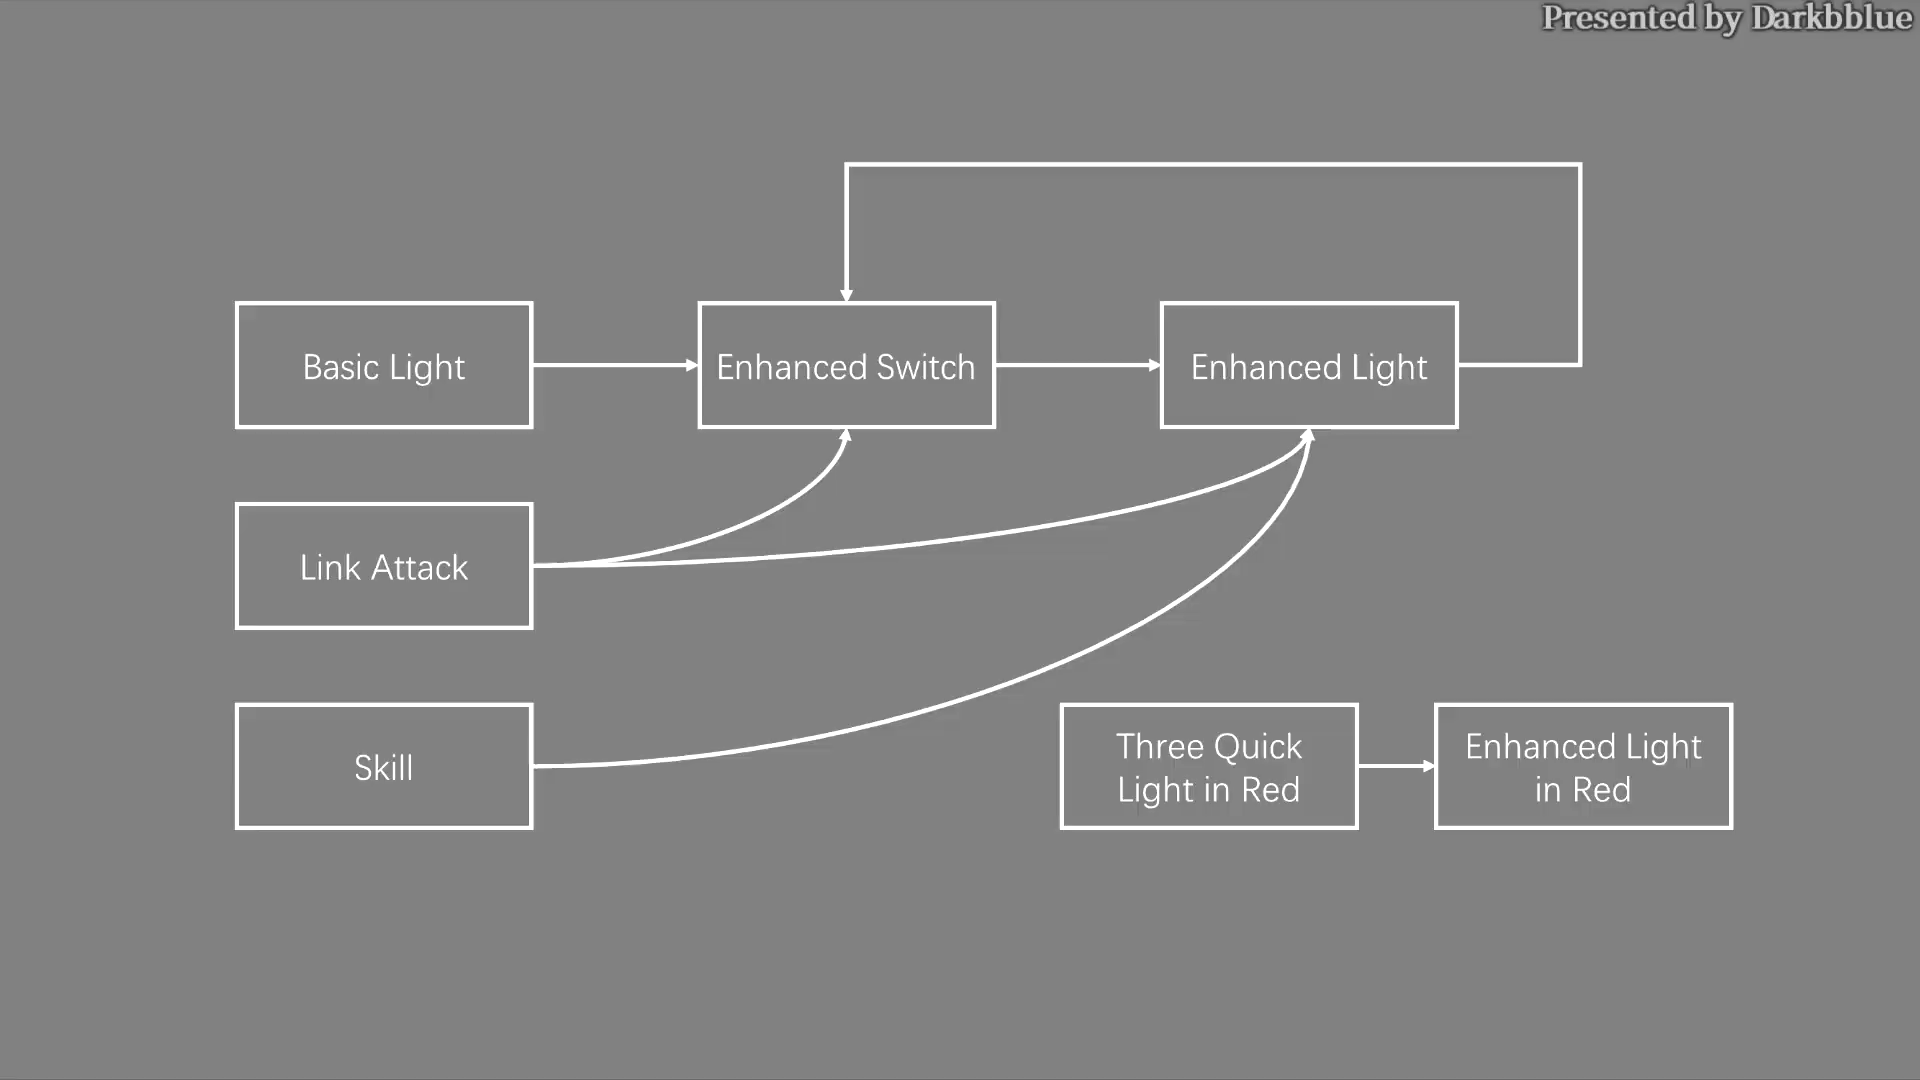 Presented by Darkbblue
Basic Light
Enhanced Switch
Enhanced Light
Link Attack
Skill
Three Quick
Light in Red
Enhanced Light
in Red